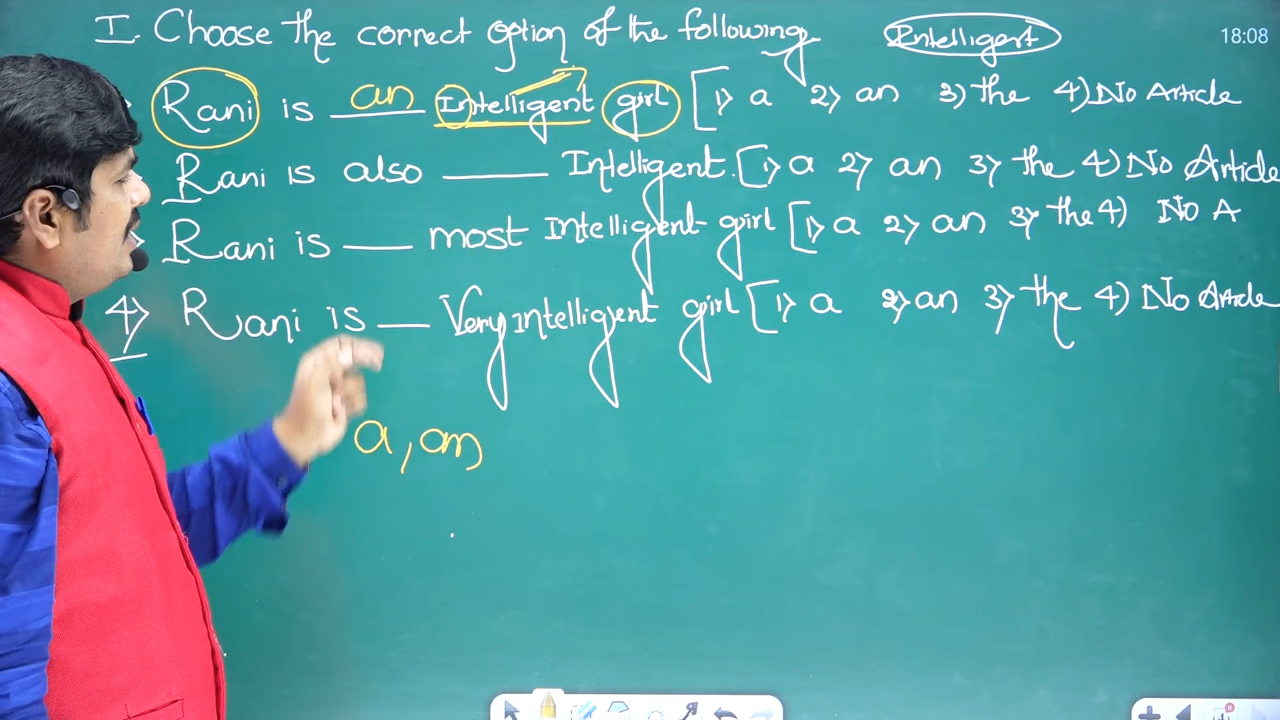 I. Choose the correct option of the following Intelligent
18:08
Rani is an Intelligent girl [1) a 2) an 3) the 4) No Article
Rani is also ____ Intelligent. [1) a 2) an 3) the 4) No Article
Rani is ____ most Intelligent girl [1) a 2) an 3) the 4) No A
4) Rani is ____ Very intelligent girl [1) a 2) an 3) the 4) No Article
a, an